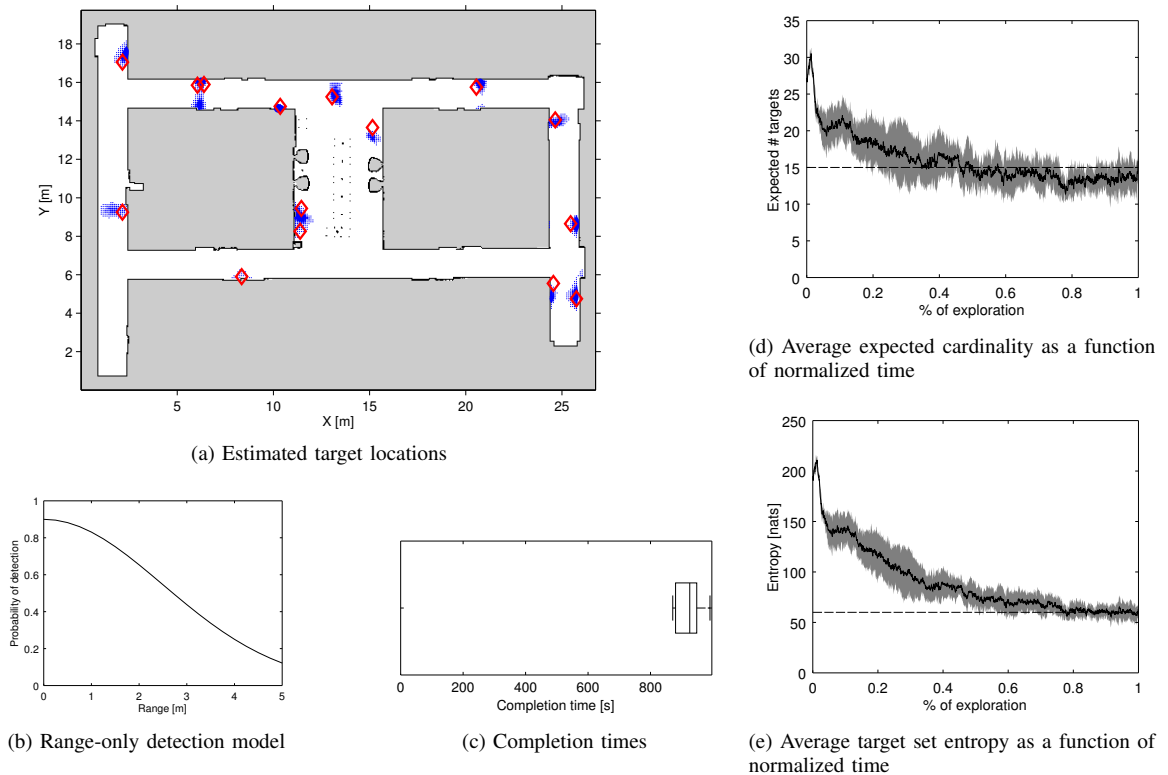 18
16
14
12
10
8
6
4
2
Y [m]
5 10 15 20 25
X [m]
(a) Estimated target locations
1
0.8
0.6
0.4
0.2
0
Probability of detection
0 1 2 3 4 5
Range [m]
(b) Range-only detection model
0 200 400 600 800
Completion time [s]
(c) Completion times
35
30
25
20
15
10
5
0
Expected # targets
0 0.2 0.4 0.6 0.8 1
% of exploration
(d) Average expected cardinality as a function
of normalized time
250
200
150
100
50
0
Entropy [nats]
0 0.2 0.4 0.6 0.8 1
% of exploration
(e) Average target set entropy as a function of
normalized time